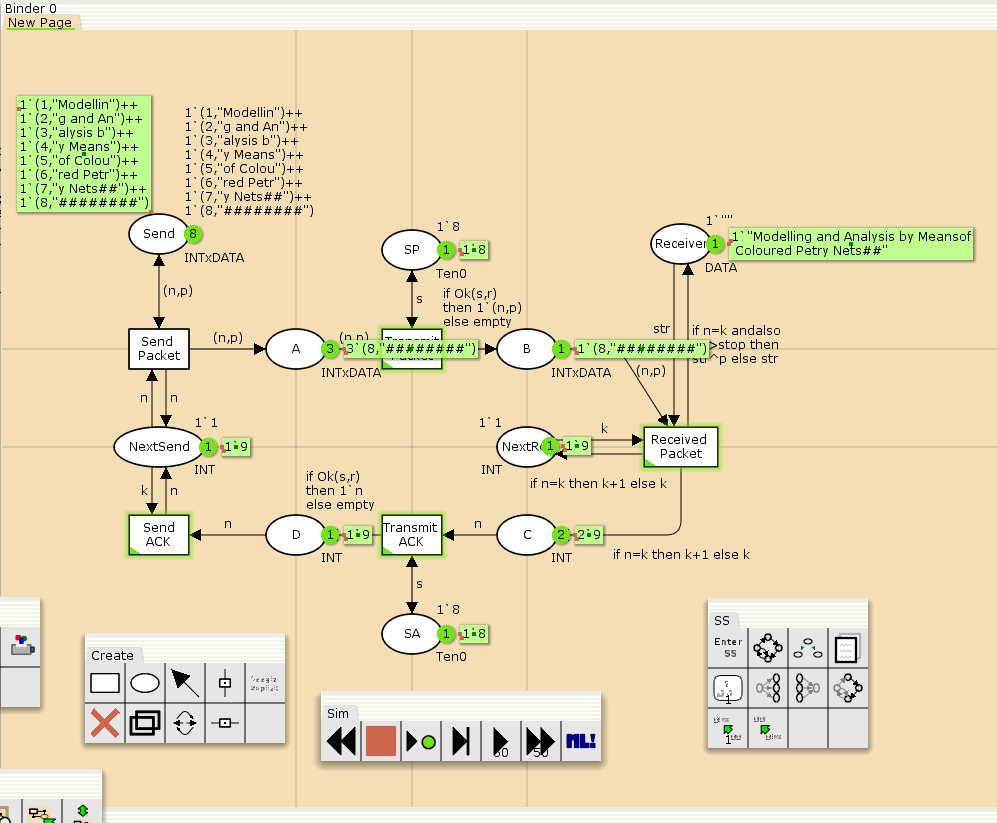 Binder 0
New Page
1`(1,"Modellin")++
1`(2,"g and An")++
1`(3,"alysis b")++
1`(4,"y Means")++
1`(5,"of Colou")++
1`(6,"red Petr")++
1`(7,"y Nets##")++
1`(8,"########")
1`(1,"Modellin")++
1`(2,"g and An")++
1`(3,"alysis b")++
1`(4,"y Means")++
1`(5,"of Colou")++
1`(6,"red Petr")++
1`(7,"y Nets##")++
1`(8,"########")
Send
8
INTxDATA
1`8
SP
1
1`8
Ten0
1`""
Receiver
1
1`"Modelling and Analysis by Meansof
Coloured Petry Nets##"
DATA
(n,p)
s
if Ok(s,r)
then 1`(n,p)
else empty
str
if n=k andalso
>stop then
str^p else str
Send
Packet
(n,p)
A
3
(n,p)
3`(8,"########")
INTxDATA
B
1
1`(8,"########")
INTxDATA
(n,p)
n
n
1`1
NextSend
1
1`9
INT
1`1
1
1`9
INT
k
Received
Packet
if n=k then k+1 else k
k
n
if Ok(s,r)
then 1`n
else empty
Send
ACK
n
D
1
1`9
INT
Transmit
ACK
n
C
2
2`9
INT
if n=k then k+1 else k
s
1`8
SA
1
1`8
Ten0
Create
Sim
50
50
ML!
SS
Enter
SS
1
1